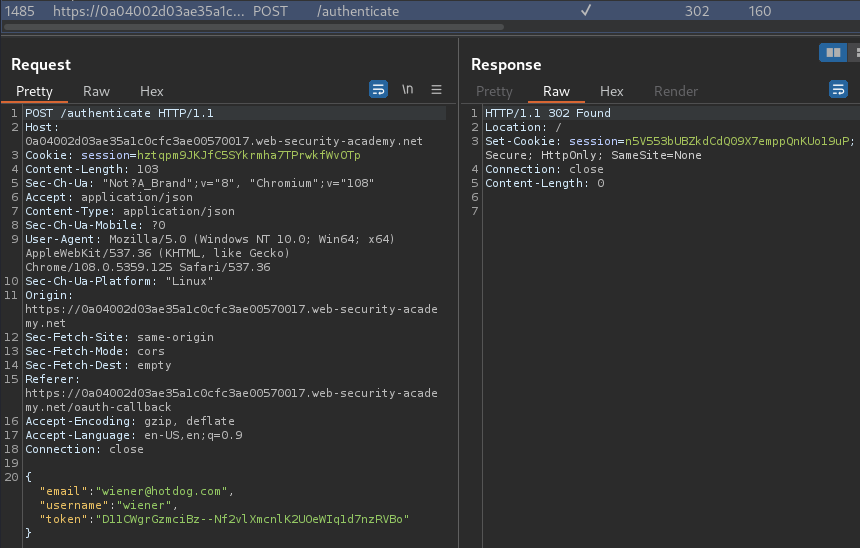 1485 https://0a04002d03ae35a1c... POST /authenticate ✓ 302 160
Request
Pretty Raw Hex \n
1 POST /authenticate HTTP/1.1
2 Host:
0a04002d03ae35a1c0cfc3ae00570017.web-security-academy.net
3 Cookie: session=hztqpm9JKJfC5SYkrmha7TPrwkfWvOTp
4 Content-Length: 103
5 Sec-Ch-Ua: "Not?A_Brand";v="8", "Chromium";v="108"
6 Accept: application/json
7 Content-Type: application/json
8 Sec-Ch-Ua-Mobile: ?0
9 User-Agent: Mozilla/5.0 (Windows NT 10.0; Win64; x64)
AppleWebKit/537.36 (KHTML, like Gecko)
Chrome/108.0.5359.125 Safari/537.36
10 Sec-Ch-Ua-Platform: "Linux"
11 Origin:
https://0a04002d03ae35a1c0cfc3ae00570017.web-security-acade
my.net
12 Sec-Fetch-Site: same-origin
13 Sec-Fetch-Mode: cors
14 Sec-Fetch-Dest: empty
15 Referer:
https://0a04002d03ae35a1c0cfc3ae00570017.web-security-acade
my.net/oauth-callback
16 Accept-Encoding: gzip, deflate
17 Accept-Language: en-US,en;q=0.9
18 Connection: close
19
20 {
"email":"wiener@hotdog.com",
"username":"wiener",
"token":"D11CWgrGzmciBz--Nf2vlXmcnlK2UOeWIq1d7nzRVBo"
}
Response
Pretty Raw Hex Render
1 HTTP/1.1 302 Found
2 Location: /
3 Set-Cookie: session=n5V553bUBZkdCdQ09X7emppQnKUo19uP;
Secure; HttpOnly; SameSite=None
4 Connection: close
5 Content-Length: 0
6
7